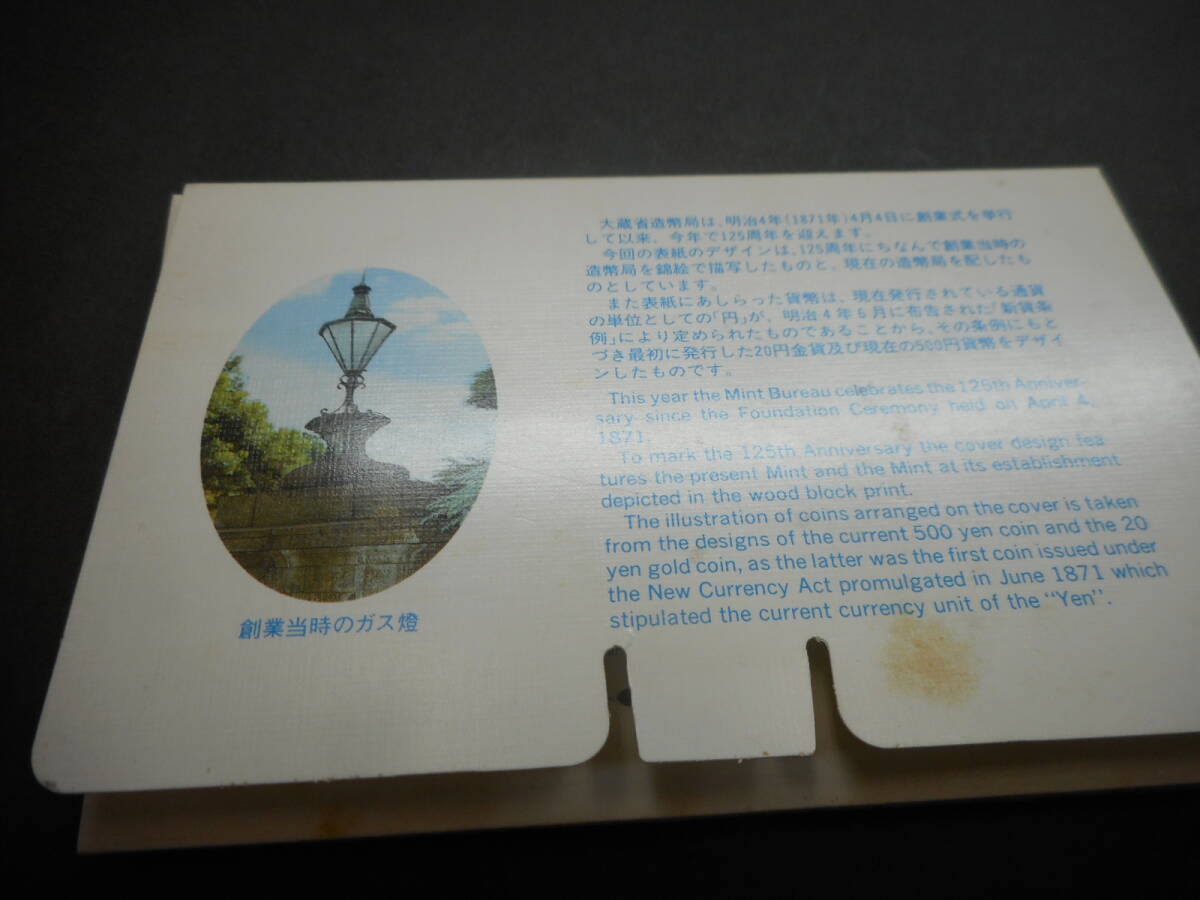 大蔵省造幣局は、明治4年(1871年)4月4日に創業式を挙行
して以来、今年で125周年を迎えます。
今回の表紙のデザインは、125周年にちなんで創業当時の
造幣局を錦絵で描写したものと、現在の造幣局を配したも
のとしています。
また表紙にあしらった貨幣は、現在発行されている通貨
の単位としての「円」が、明治4年5月に布告された「新貨条
例」により定められたものであることから、その条例にもと
づき最初に発行した20円金貨及び現在の500円貨幣をデザイ
ンしたものです。
This year the Mint Bureau celebrates the 125th Anniver-
sary since the Foundation Ceremony held on April 4,
1871.
To mark the 125th Anniversary the cover design fea
tures the present Mint and the Mint at its establishment
depicted in the wood block print.
The illustration of coins arranged on the cover is taken
from the designs of the current 500 yen coin and the 20
yen gold coin, as the latter was the first coin issued under
the New Currency Act promulgated in June 1871 which
stipulated the current currency unit of the "Yen".
創業当時のガス燈